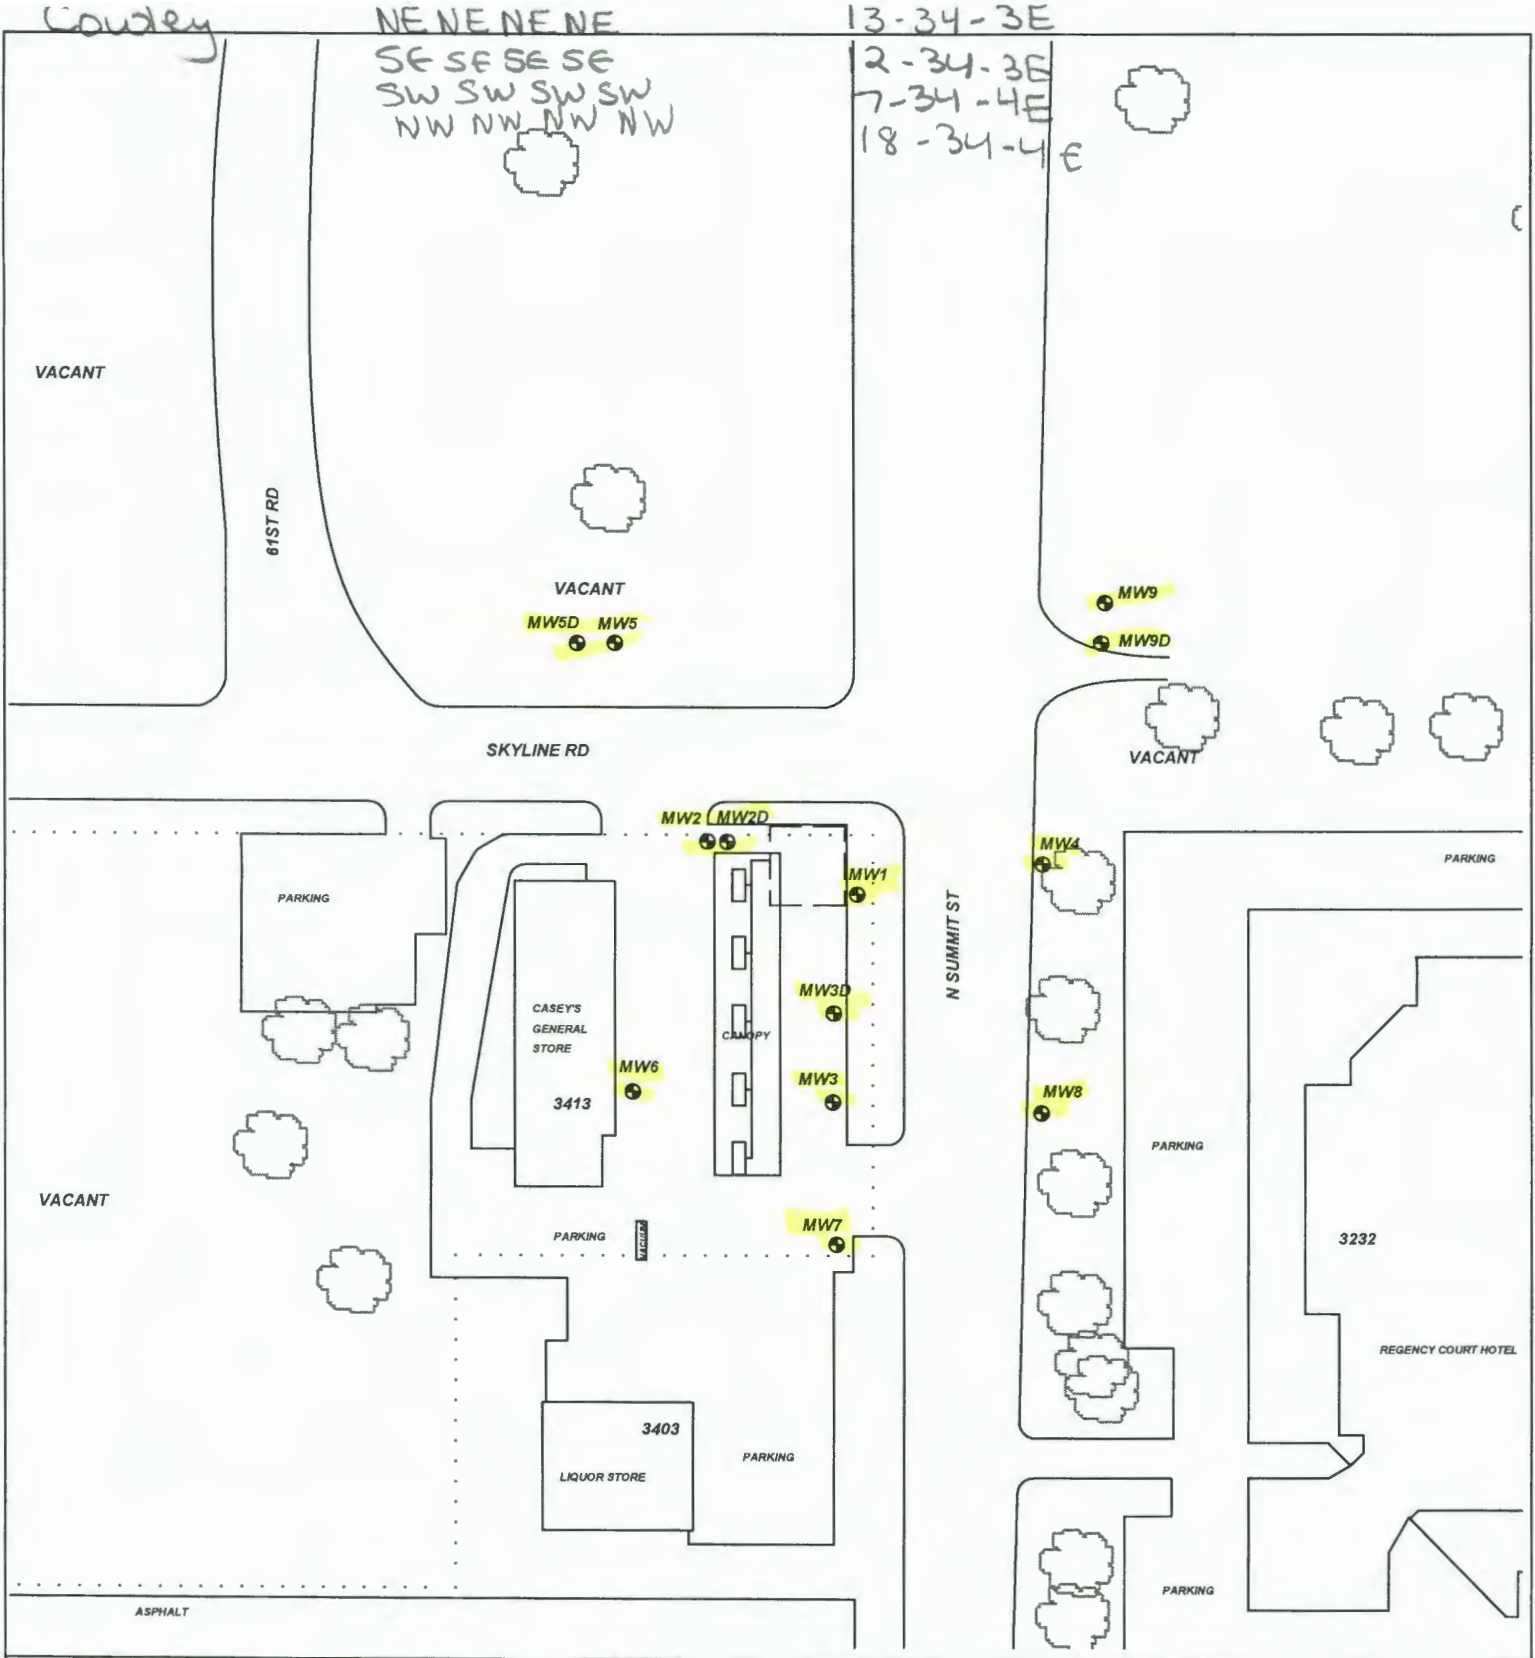 Cowley NE NE NE NE 13-34-3E
SE SE SE SE 12-34-3E
SW SW SW SW 7-34-4E
NW NW NW NW 18-34-4E
VACANT
61ST RD
VACANT
MW5D MW5
MW9
MW9D
SKYLINE RD
VACANT
MW2 MW2D
MW4
PARKING
MW1
PARKING
N SUMMIT ST
MW3D
CASEY'S
GENERAL
STORE
CANOPY
MW6
MW3
3413
MW8
PARKING
VACANT
MW7
PARKING
VACUUM
3232
REGENCY COURT HOTEL
3403
PARKING
LIQUOR STORE
PARKING
ASPHALT